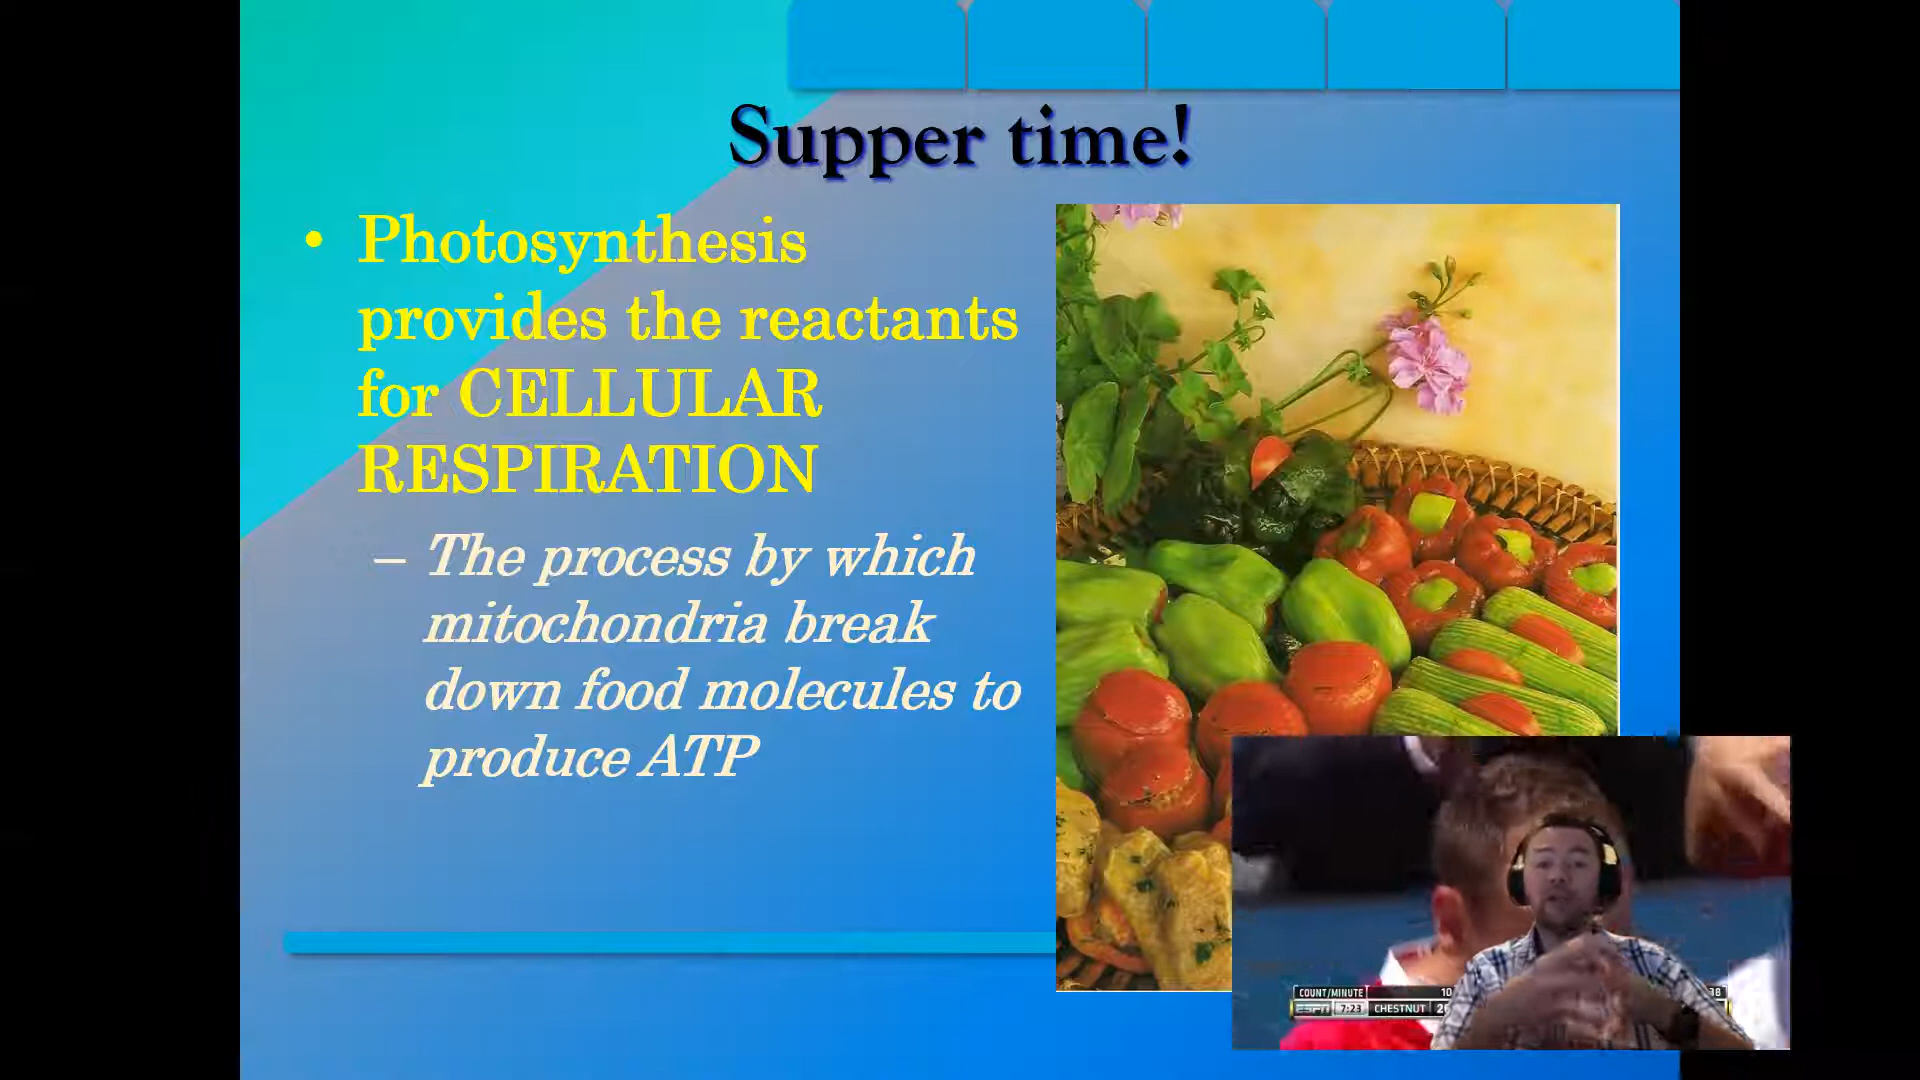 Supper time!
• Photosynthesis
provides the reactants
for CELLULAR
RESPIRATION
– The process by which
mitochondria break
down food molecules to
produce ATP
COUNT/MINUTE 10
ESPN 7:23 CHESTNUT